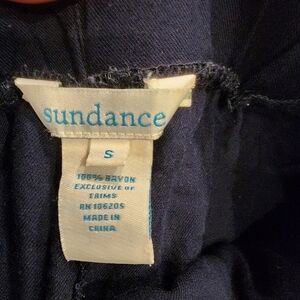 sundance
S
100% RAYON
EXCLUSIVE OF
TRIMS
RN 106205
MADE IN
CHINA